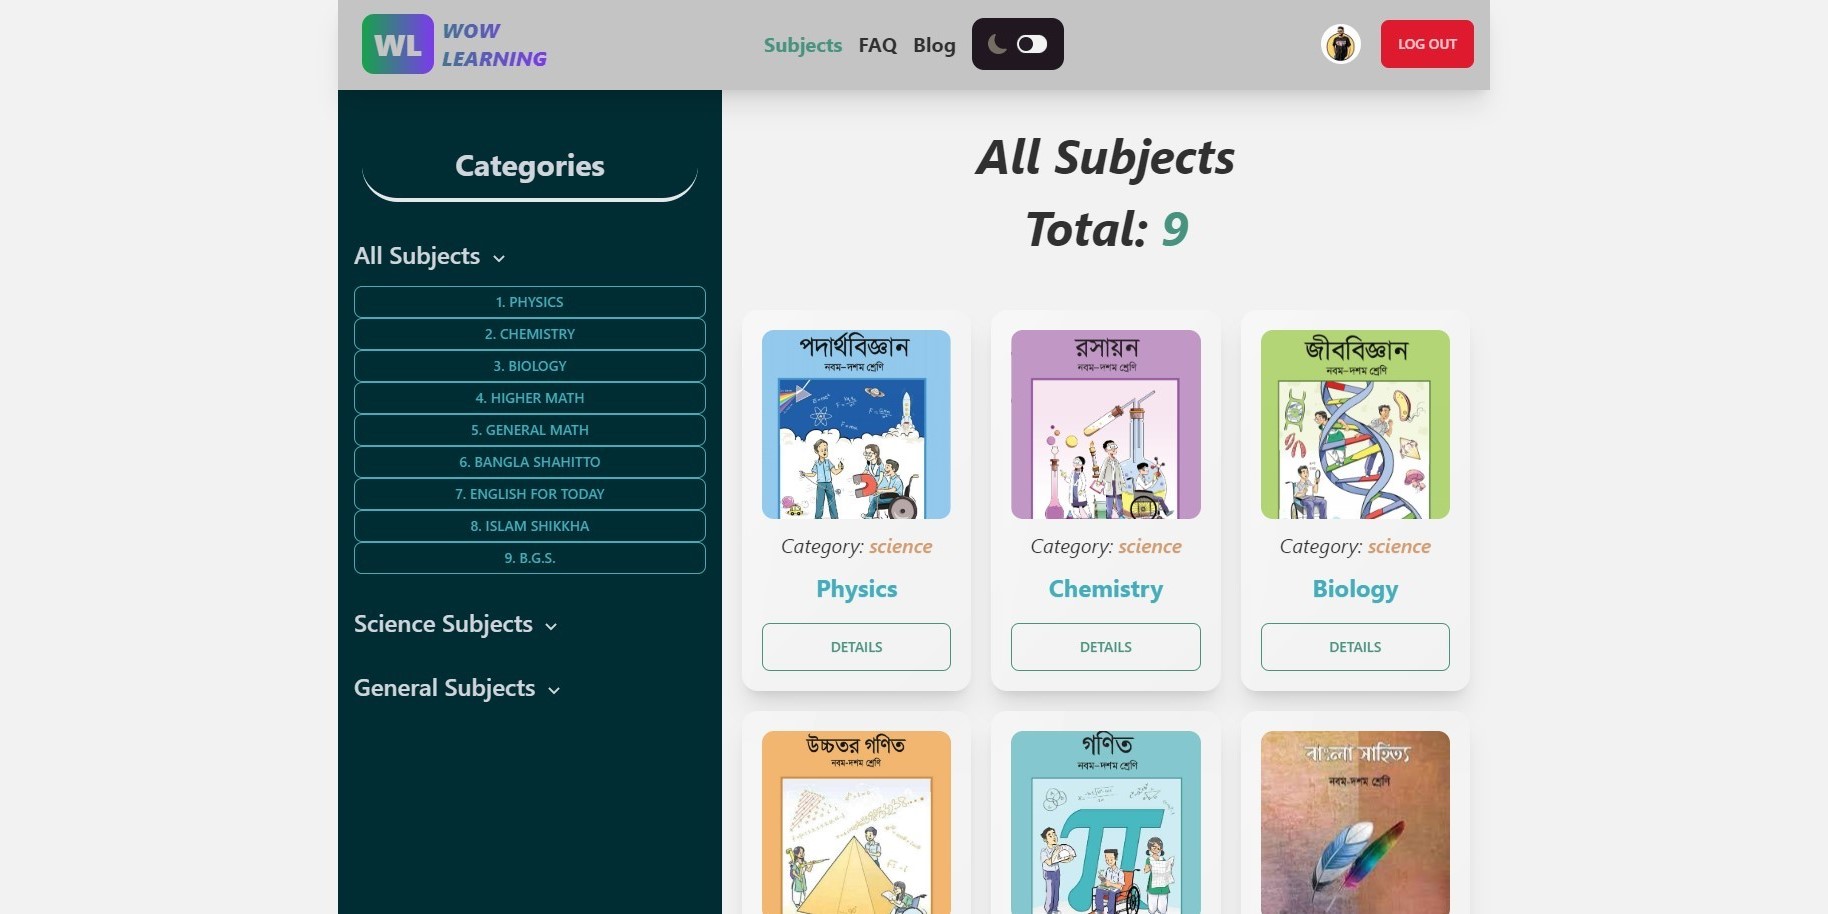 WL
WOW
LEARNING
Subjects
FAQ
Blog
LOG OUT
Categories
All Subjects
1. PHYSICS
2. CHEMISTRY
3. BIOLOGY
4. HIGHER MATH
5. GENERAL MATH
6. BANGLA SHAHITTO
7. ENGLISH FOR TODAY
8. ISLAM SHIKKHA
9. B.G.S.
Science Subjects
General Subjects
All Subjects
Total: 9
পদার্থবিজ্ঞান
নবম–দশম শ্রেণি
Category: science
Physics
DETAILS
রসায়ন
নবম–দশম শ্রেণি
Category: science
Chemistry
DETAILS
জীববিজ্ঞান
নবম–দশম শ্রেণি
Category: science
Biology
DETAILS
উচ্চতর গণিত
নবম-দশম শ্রেণি
গণিত
নবম–দশম শ্রেণি
বাংলা সাহিত্য
নবম-দশম শ্রেণি